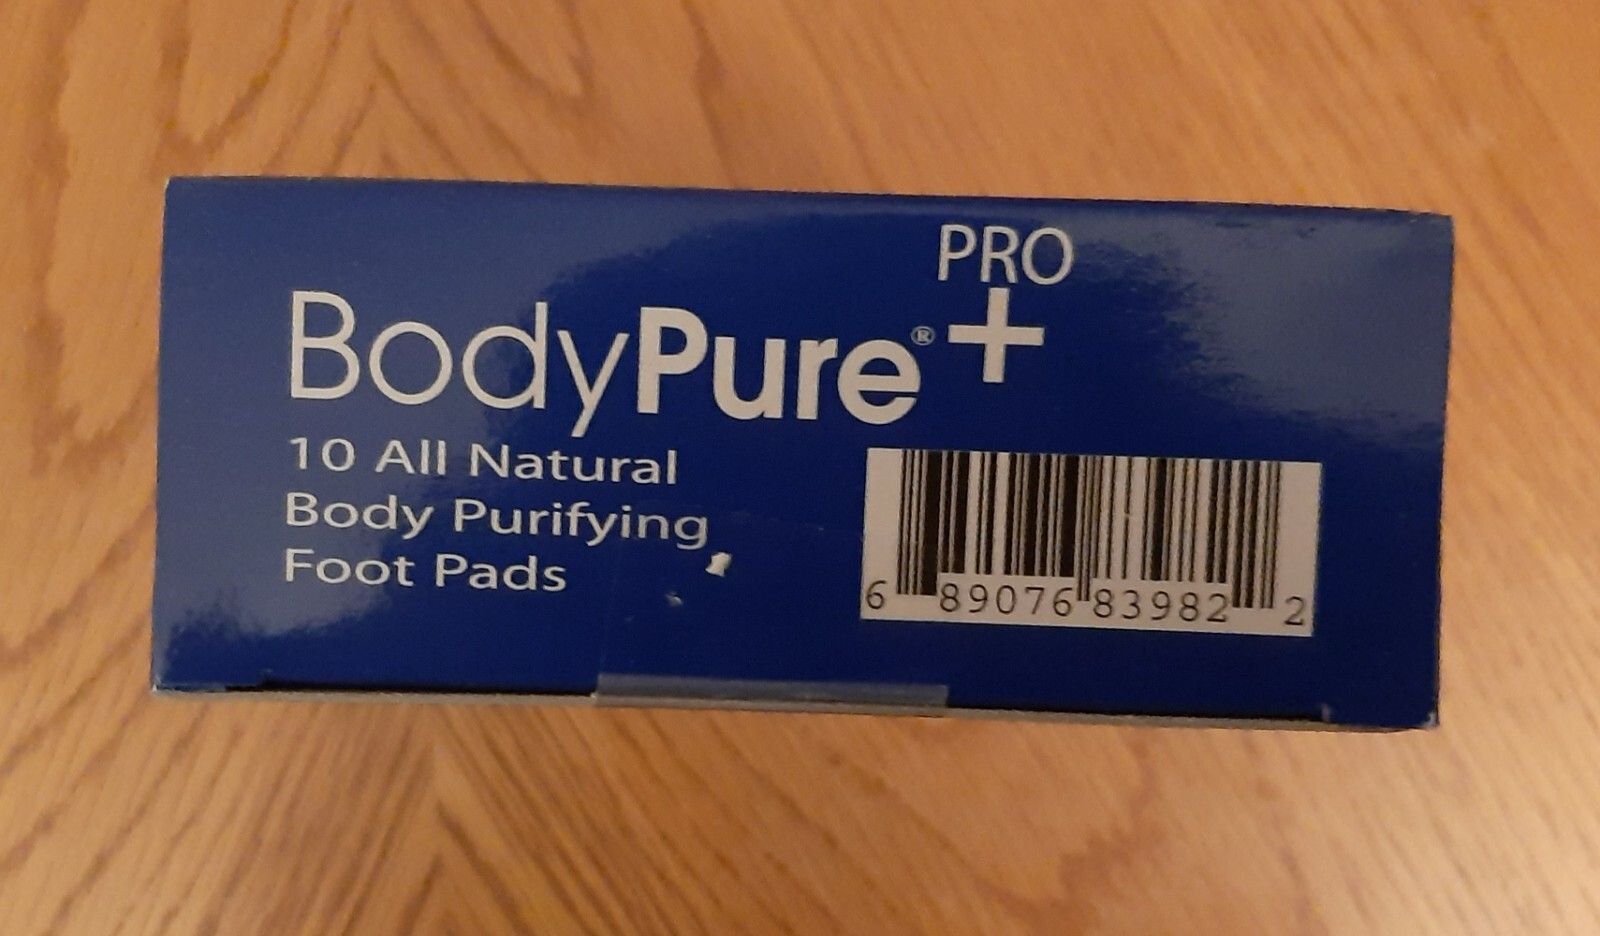 PRO
BodyPure® +
10 All Natural
Body Purifying
Foot Pads
6 89076 83982 2